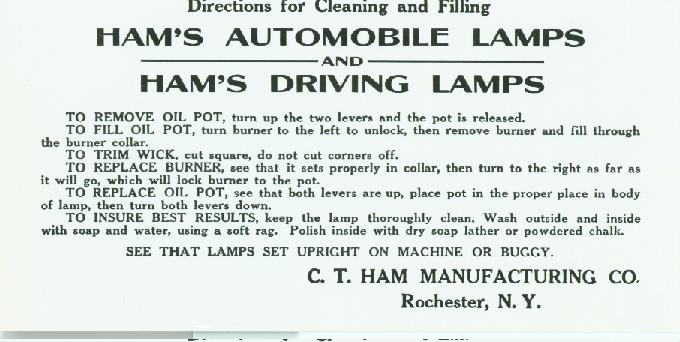 Directions for Cleaning and Filling
HAM'S AUTOMOBILE LAMPS
AND
HAM'S DRIVING LAMPS
TO REMOVE OIL POT, turn up the two levers and the pot is released.
TO FILL OIL POT, turn burner to the left to unlock, then remove burner and fill through
the burner collar.
TO TRIM WICK, cut square, do not cut corners off.
TO REPLACE BURNER, see that it sets properly in collar, then turn to the right as far as
it will go, which will lock burner to the pot.
TO REPLACE OIL POT, see that both levers are up, place pot in the proper place in body
of lamp, then turn both levers down.
TO INSURE BEST RESULTS, keep the lamp thoroughly clean. Wash outside and inside
with soap and water, using a soft rag. Polish inside with dry soap lather or powdered chalk.
SEE THAT LAMPS SET UPRIGHT ON MACHINE OR BUGGY.
C. T. HAM MANUFACTURING CO.
Rochester, N. Y.